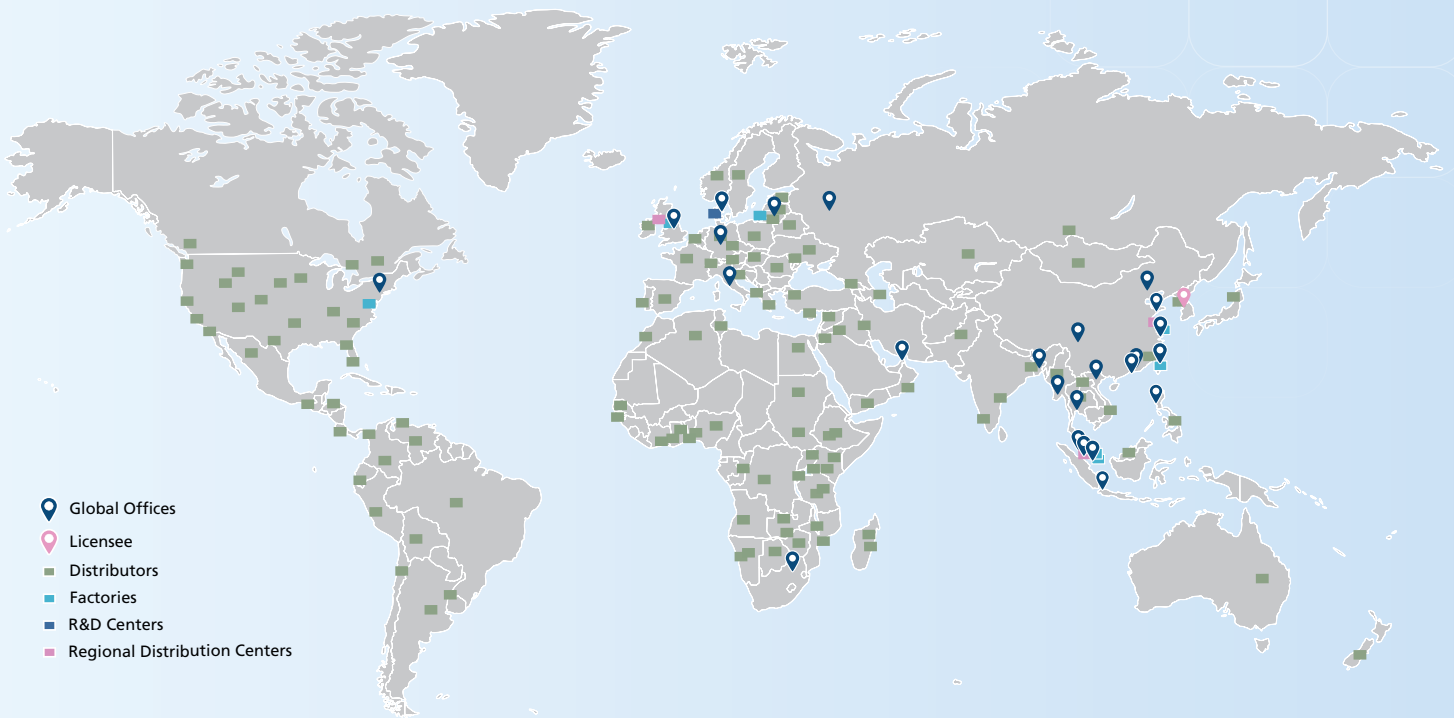 Global Offices
Licensee
Distributors
Factories
R&D Centers
Regional Distribution Centers